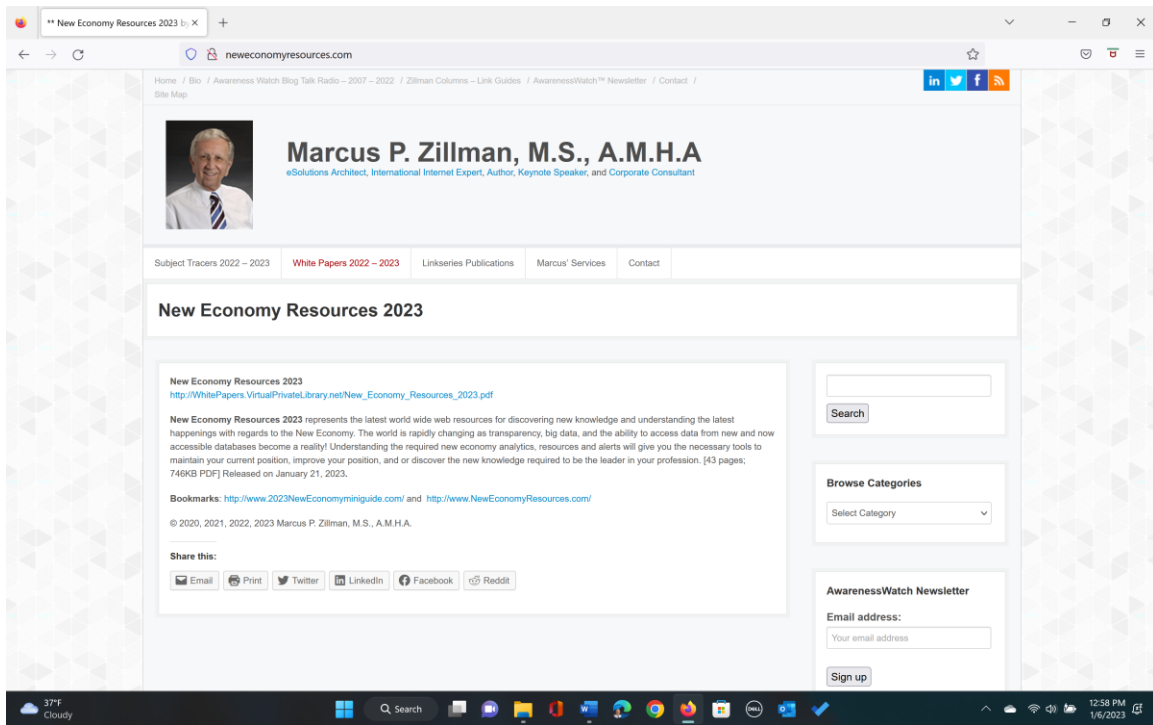 ** New Economy Resources 2023 by
neweconomyresources.com
Home / Bio / Awareness Watch Blog Talk Radio – 2007 – 2022 / Zillman Columns – Link Guides / AwarenessWatch™ Newsletter / Contact /
Site Map
Marcus P. Zillman, M.S., A.M.H.A
eSolutions Architect, International Internet Expert, Author, Keynote Speaker, and Corporate Consultant
Subject Tracers 2022 – 2023
White Papers 2022 – 2023
Linkseries Publications
Marcus' Services
Contact
New Economy Resources 2023
New Economy Resources 2023
http://WhitePapers.VirtualPrivateLibrary.net/New_Economy_Resources_2023.pdf
New Economy Resources 2023 represents the latest world wide web resources for discovering new knowledge and understanding the latest
happenings with regards to the New Economy. The world is rapidly changing as transparency, big data, and the ability to access data from new and now
accessible databases become a reality! Understanding the required new economy analytics, resources and alerts will give you the necessary tools to
maintain your current position, improve your position, and or discover the new knowledge required to be the leader in your profession. [43 pages;
746KB PDF] Released on January 21, 2023.
Bookmarks: http://www.2023NewEconomyminiguide.com/ and http://www.NewEconomyResources.com/
© 2020, 2021, 2022, 2023 Marcus P. Zillman, M.S., A.M.H.A.
Share this:
Email
Print
Twitter
LinkedIn
Facebook
Reddit
Search
Browse Categories
Select Category
AwarenessWatch Newsletter
Email address:
Your email address
Sign up
37°F
Cloudy
Search
DELL
12:58 PM
1/6/2023